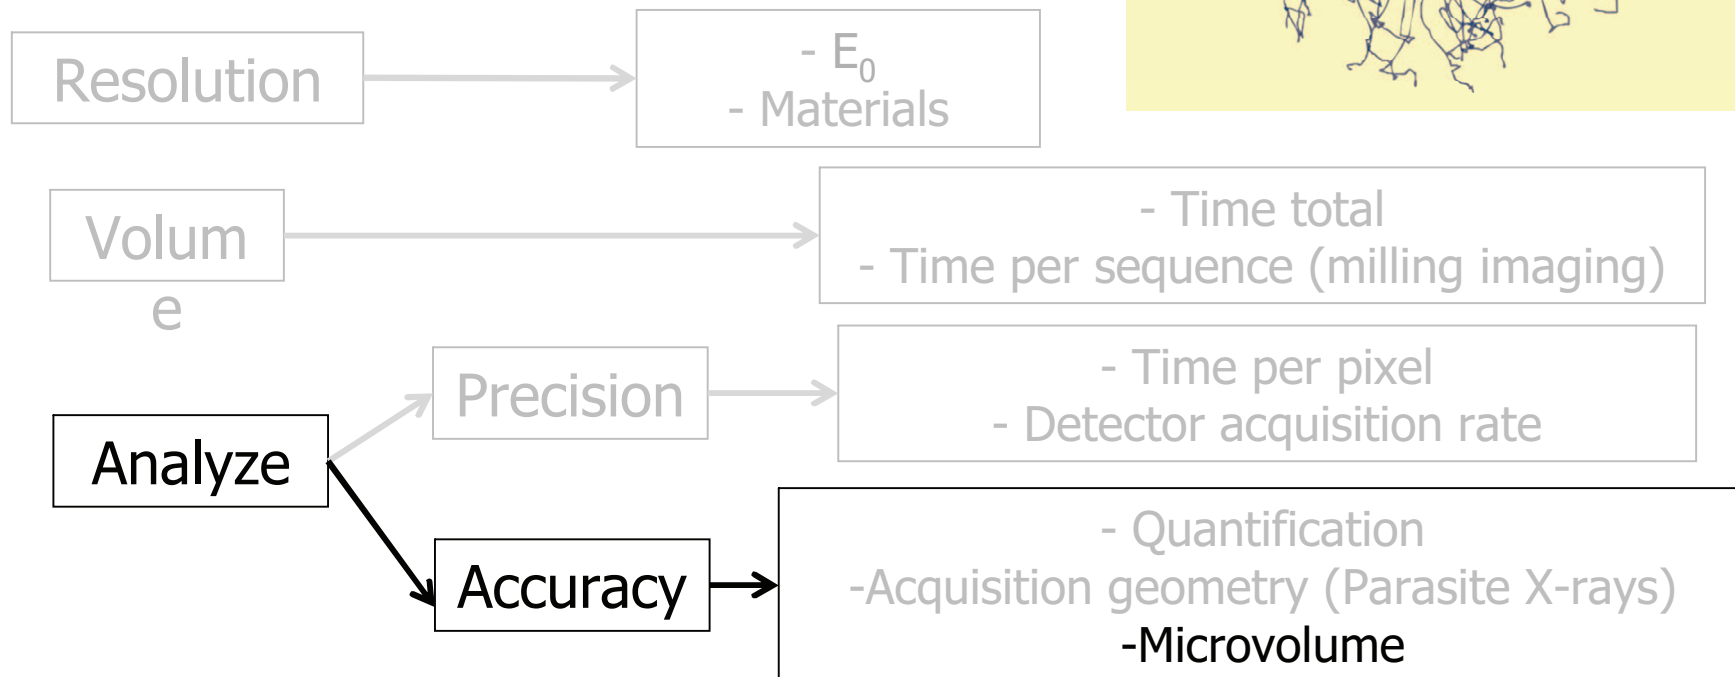 Resolution
- E₀
- Materials
Volum
e
- Time total
- Time per sequence (milling imaging)
Precision
- Time per pixel
- Detector acquisition rate
Analyze
Accuracy
- Quantification
-Acquisition geometry (Parasite X-rays)
-Microvolume